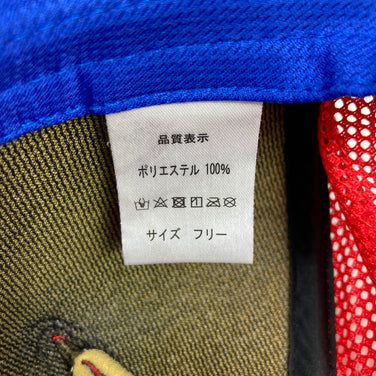 品質表示
ポリエステル 100%
サイズ フリー